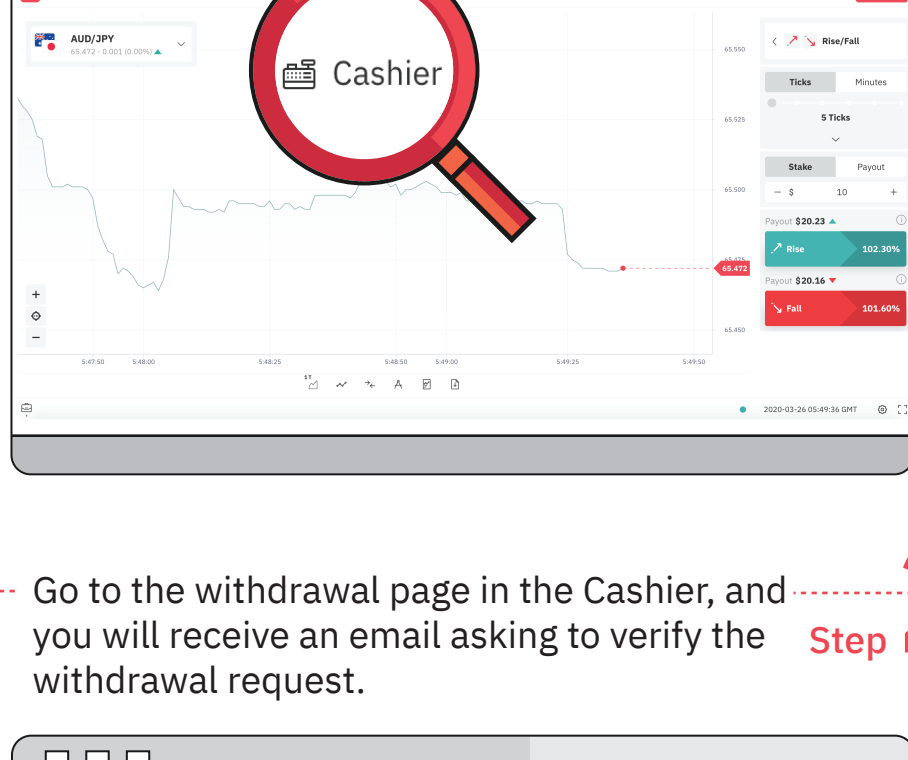 Cashier
AUD/JPY
65.472 - 0.001 (0.00%)
65.550
65.525
65.500
65.475
65.472
65.450
Rise/Fall
Ticks Minutes
5 Ticks
Stake Payout
− $ 10 +
Payout $20.23
Rise 102.30%
Payout $20.16
Fall 101.60%
+
−
5:47:50 5:48:00 5:48:25 5:48:50 5:49:00 5:49:25 5:49:50
1 T
2020-03-26 05:49:36 GMT
Go to the withdrawal page in the Cashier, and
you will receive an email asking to verify the
withdrawal request.
Step